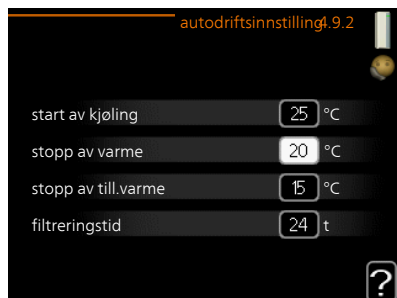 autodriftsinnstilling4.9.2
start av kjøling 25 °C
stopp av varme 20 °C
stopp av till.varme 15 °C
filtreringstid 24 t
?